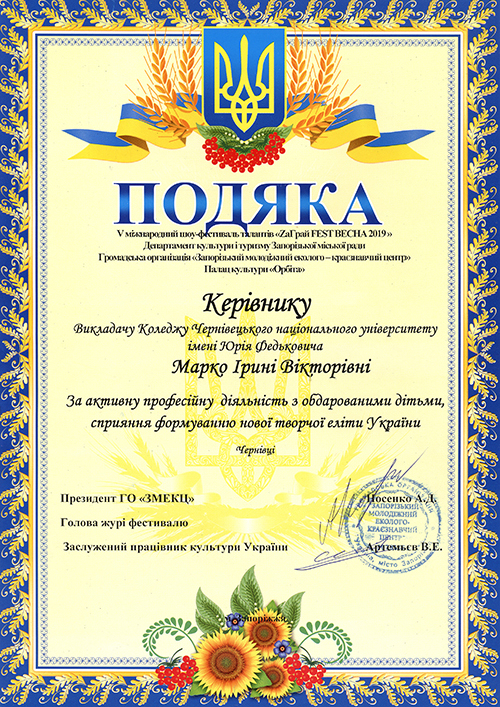 ПОДЯКА
V міжнародний шоу-фестиваль талантів «ZаГрай FEST ВЕСНА 2019»
Департамент культури і туризму Запорізької міської ради
Громадська організація «Запорізький молодіжний еколого – краєзнавчий центр»
Палац культури «Орбіта»
Керівнику
Викладачу Коледжу Чернівецького національного університету
імені Юрія Федьковича
Марко Ірині Вікторівні
За активну професійну діяльність з обдарованими дітьми,
сприяння формуванню нової творчої еліти України
Чернівці
Президент ГО «ЗМЕКЦ» Носенко А.Д.
Голова журі фестивалю
Заслужений працівник культури України Артемьєв В.Е.
ЗАПОРІЗЬКИЙ
МОЛОДІЖНИЙ
ЕКОЛОГО-
КРАЄЗНАВЧИЙ
ЦЕНТР
м. Запоріжжя